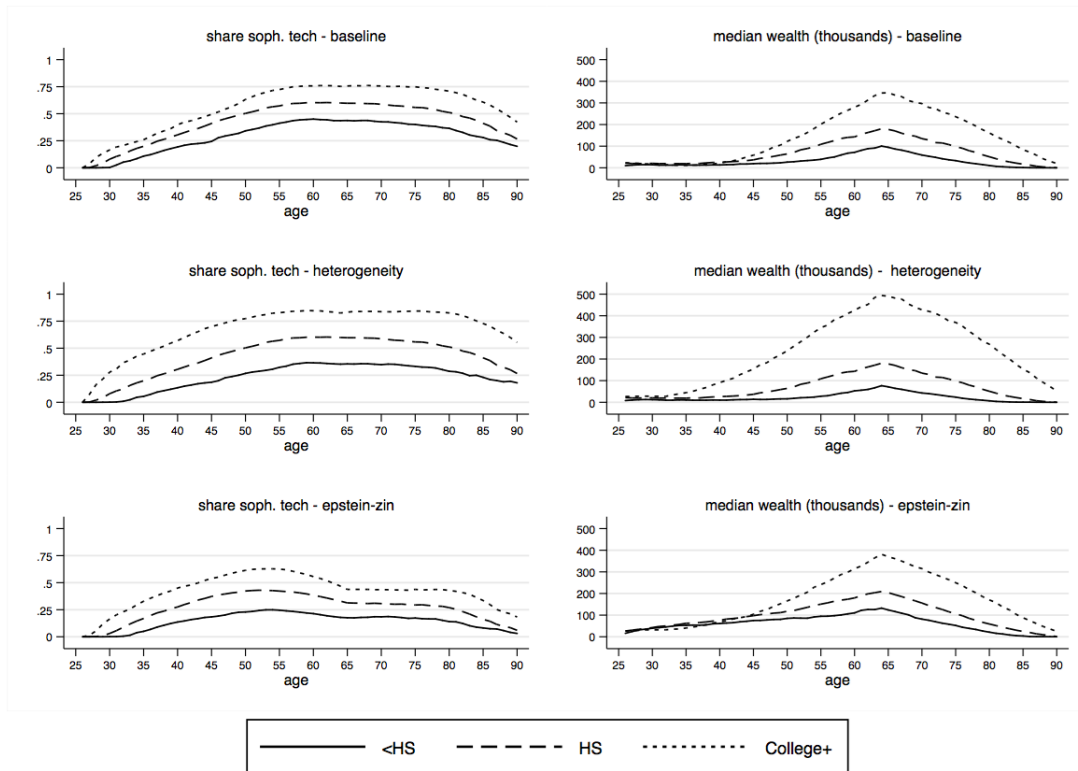 share soph. tech - baseline
1
.75
.5
.25
0
25 30 35 40 45 50 55 60 65 70 75 80 85 90
age
median wealth (thousands) - baseline
500
400
300
200
100
0
25 30 35 40 45 50 55 60 65 70 75 80 85 90
age
share soph. tech - heterogeneity
1
.75
.5
.25
0
25 30 35 40 45 50 55 60 65 70 75 80 85 90
age
median wealth (thousands) - heterogeneity
500
400
300
200
100
0
25 30 35 40 45 50 55 60 65 70 75 80 85 90
age
share soph. tech - epstein-zin
1
.75
.5
.25
0
25 30 35 40 45 50 55 60 65 70 75 80 85 90
age
median wealth (thousands) - epstein-zin
500
400
300
200
100
0
25 30 35 40 45 50 55 60 65 70 75 80 85 90
age
<HS HS College+